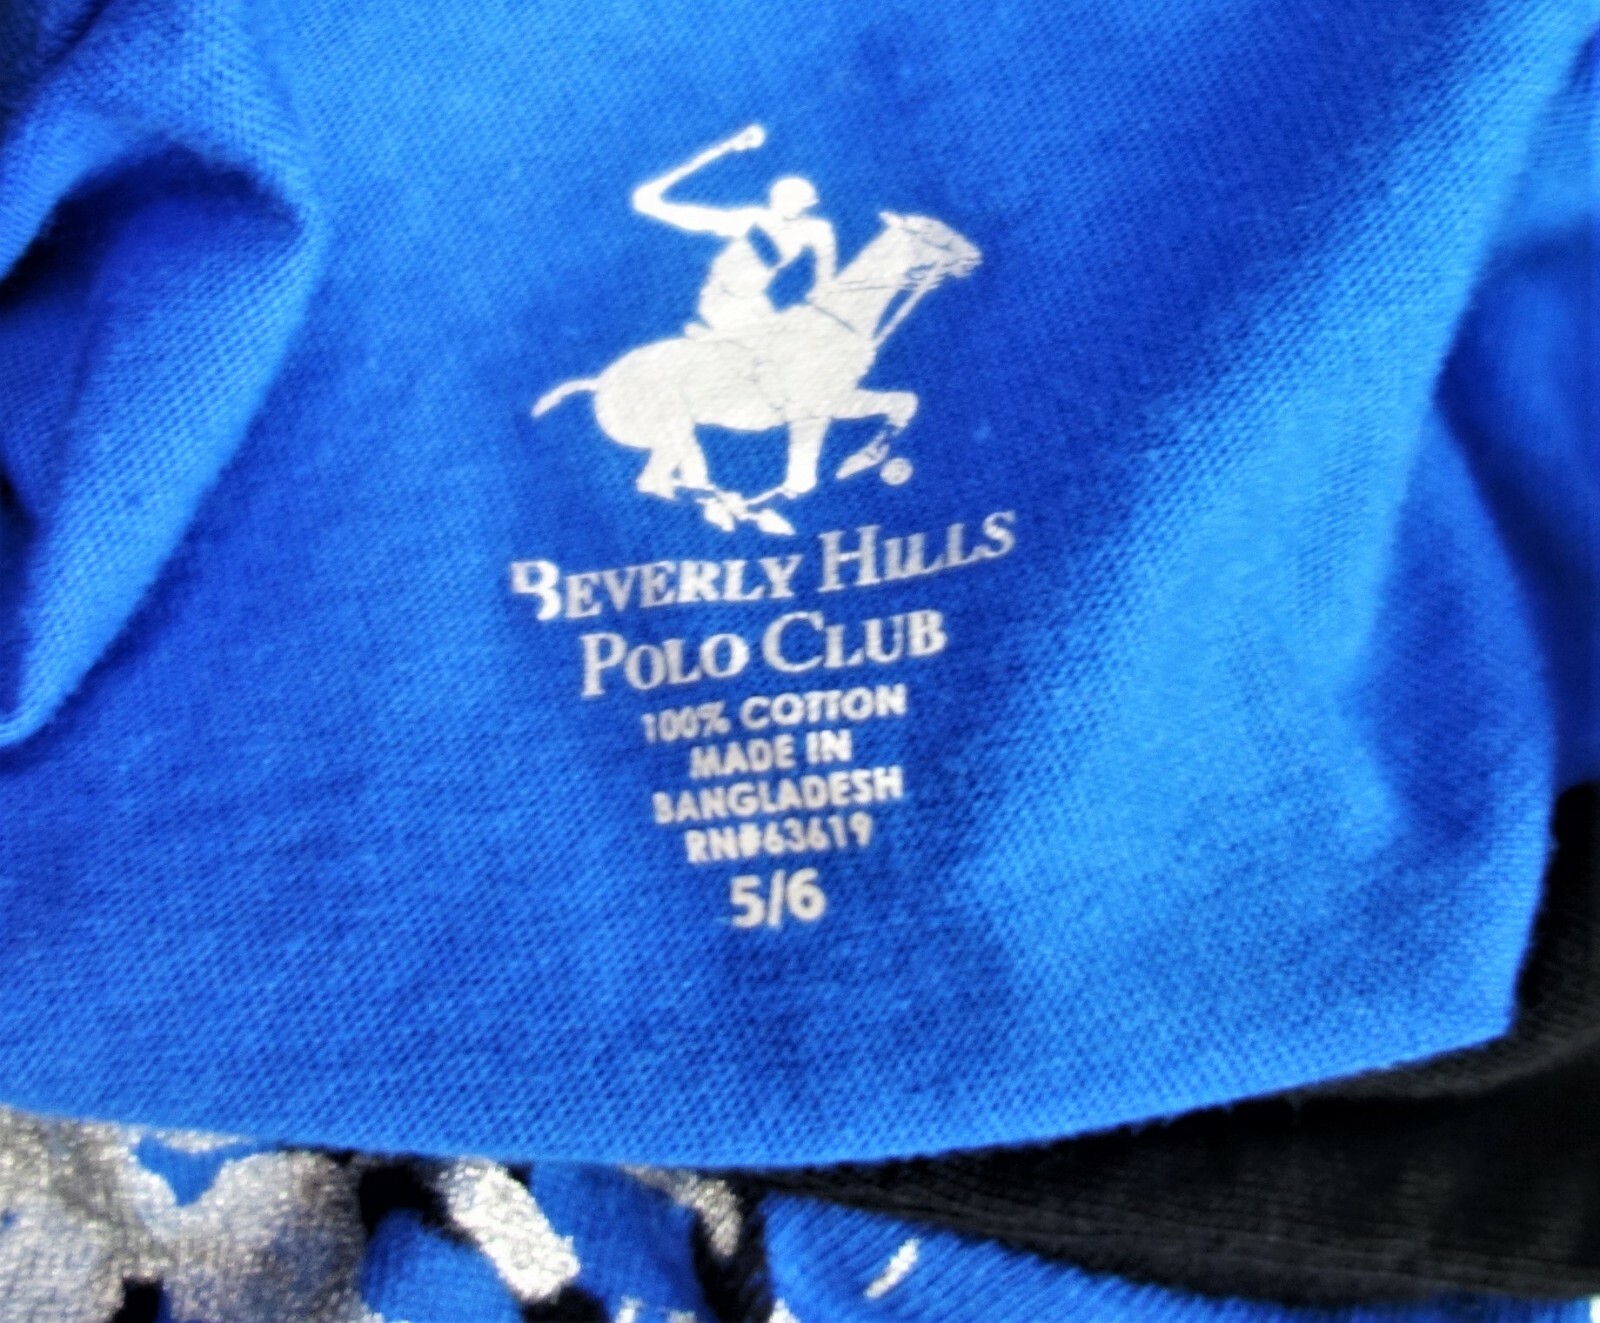 ®
BEVERLY HILLS
POLO CLUB
100% COTTON
MADE IN
BANGLADESH
RN#63619
5/6